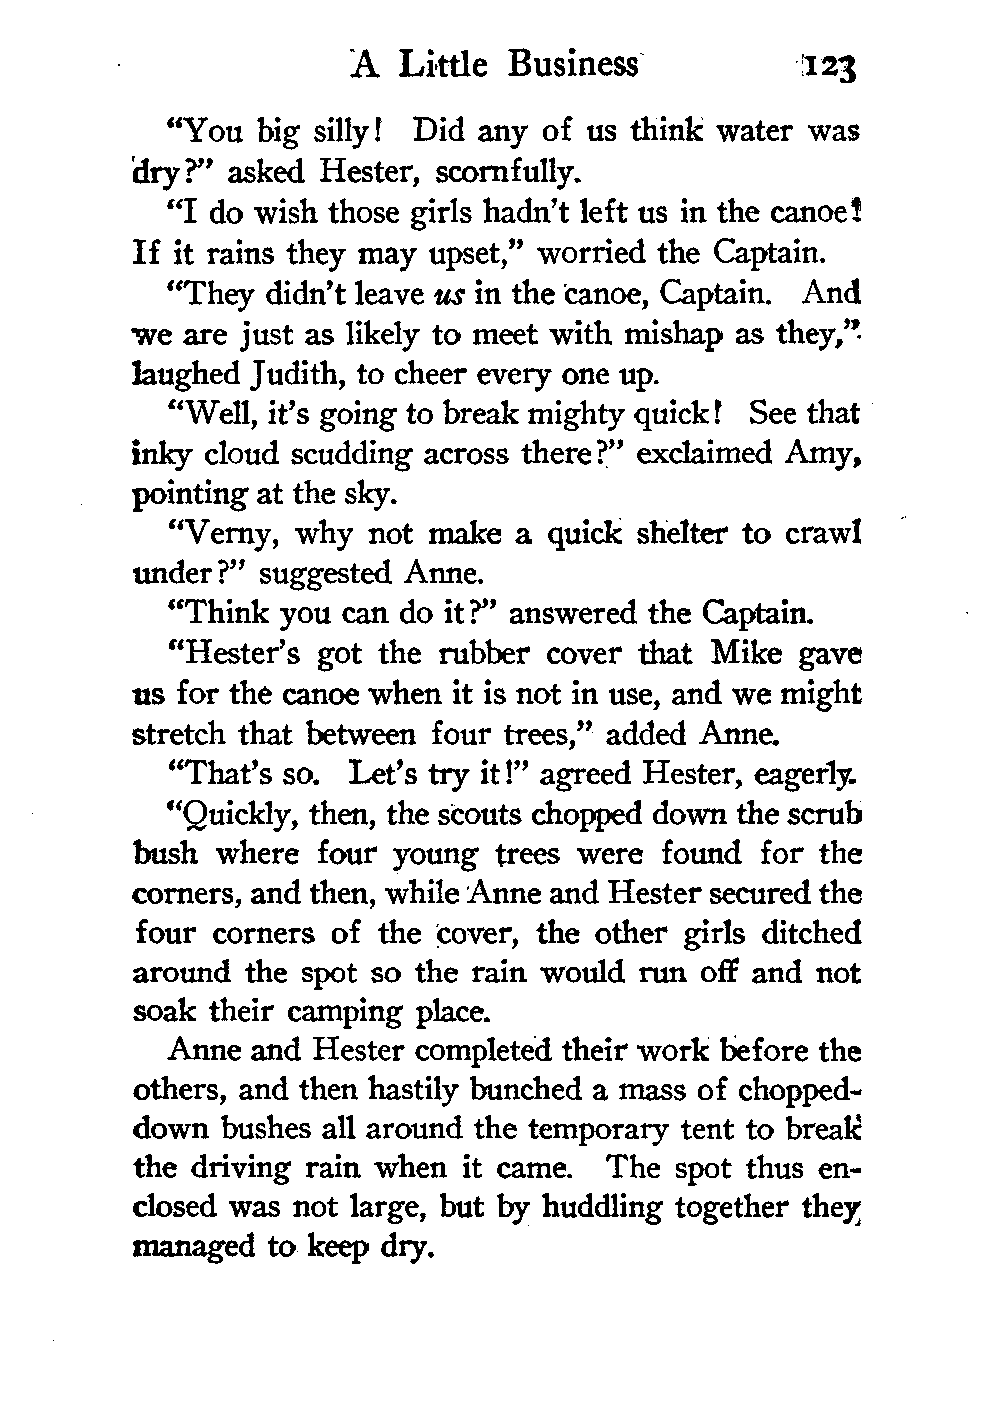 A Little Business 123
“You big silly! Did any of us think water was
dry?” asked Hester, scornfully.
“I do wish those girls hadn’t left us in the canoe!
If it rains they may upset,” worried the Captain.
“They didn’t leave us in the canoe, Captain. And
we are just as likely to meet with mishap as they,”
laughed Judith, to cheer every one up.
“Well, it’s going to break mighty quick! See that
inky cloud scudding across there?” exclaimed Amy,
pointing at the sky.
“Verny, why not make a quick shelter to crawl
under?” suggested Anne.
“Think you can do it?” answered the Captain.
“Hester’s got the rubber cover that Mike gave
us for the canoe when it is not in use, and we might
stretch that between four trees,” added Anne.
“That’s so. Let’s try it!” agreed Hester, eagerly.
“Quickly, then, the scouts chopped down the scrub
bush where four young trees were found for the
corners, and then, while Anne and Hester secured the
four corners of the cover, the other girls ditched
around the spot so the rain would run off and not
soak their camping place.
Anne and Hester completed their work before the
others, and then hastily bunched a mass of chopped-
down bushes all around the temporary tent to break
the driving rain when it came. The spot thus en-
closed was not large, but by huddling together they
managed to keep dry.